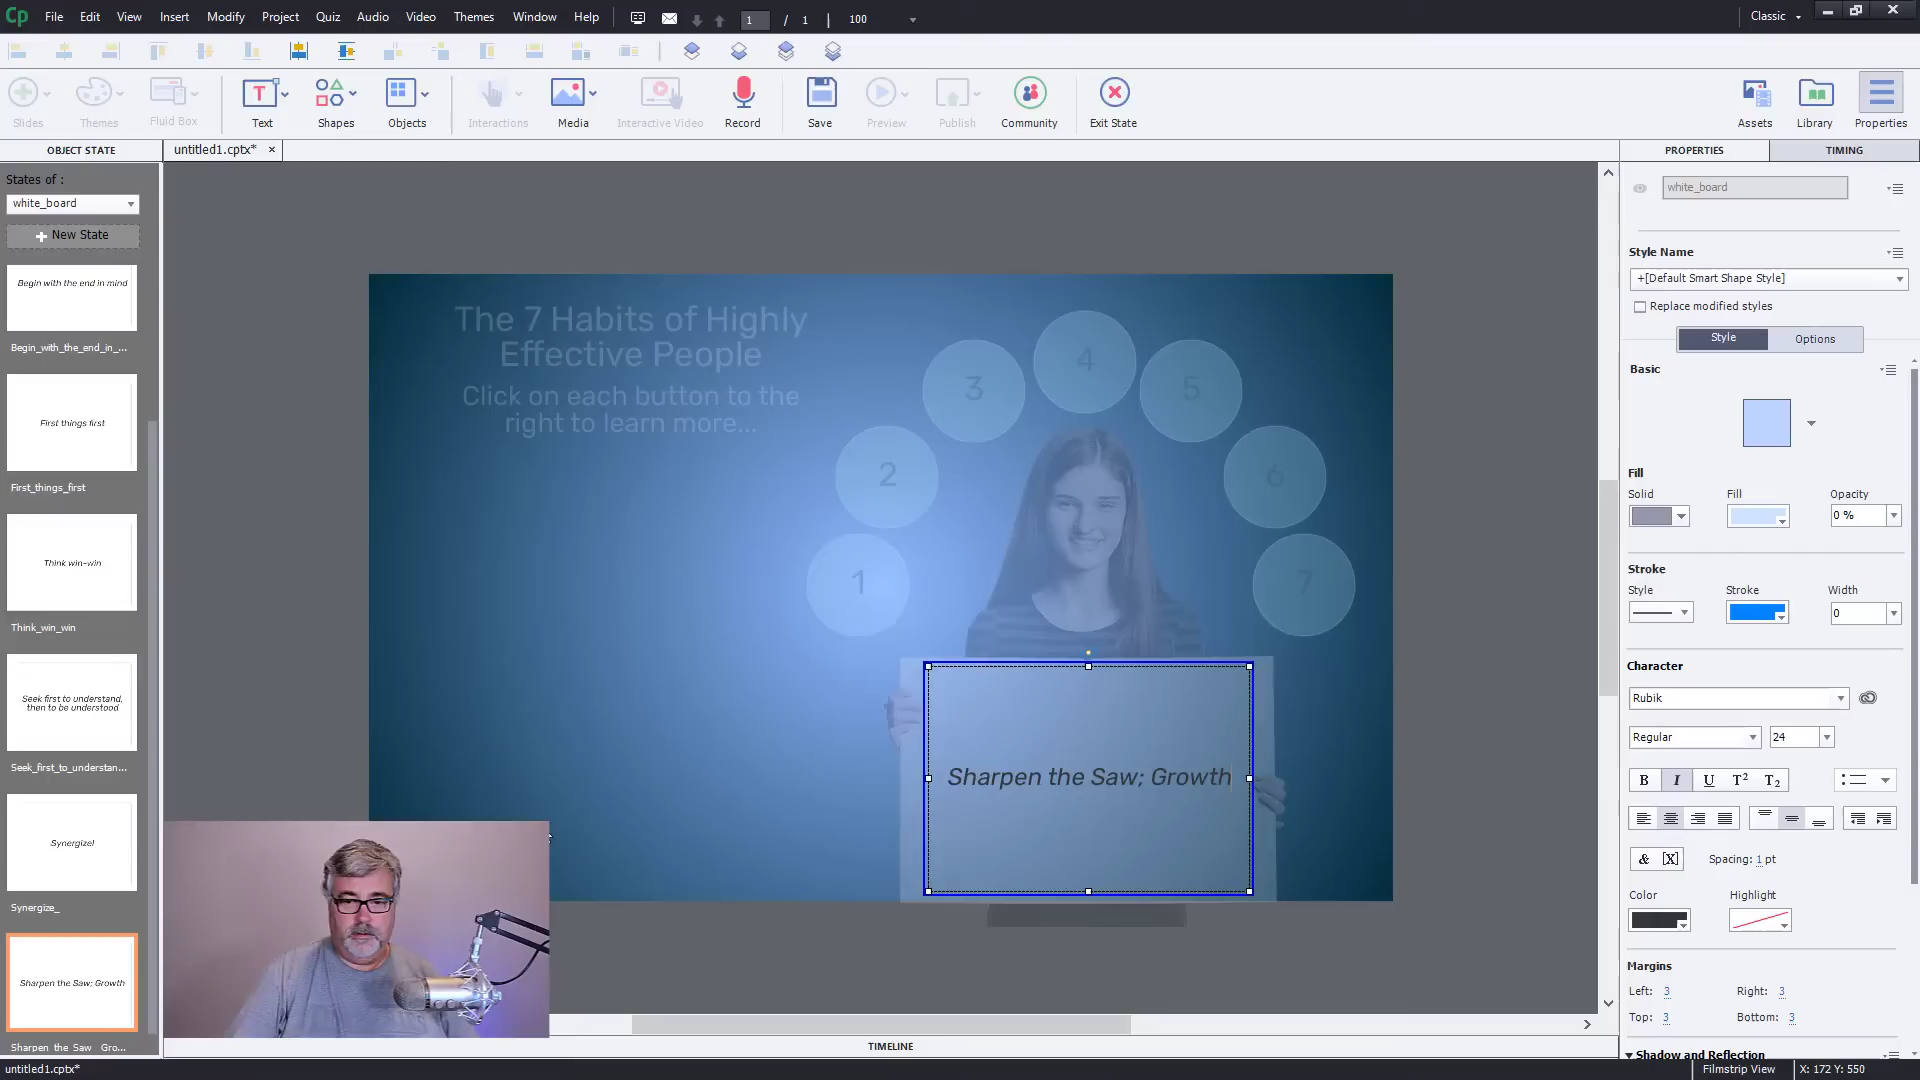 Cp File Edit View Insert Modify Project Quiz Audio Video Themes Window Help 1 / 1 100 Classic
Slides Themes Fluid Box Text Shapes Objects Interactions Media Interactive Video Record Save Preview Publish Community Exit State Assets Library Properties
OBJECT STATE untitled1.cptx* PROPERTIES TIMING
States of :
white_board
New State
Begin with the end in mind
Begin_with_the_end_in_...
First things first
First_things_first
Think win-win
Think_win_win
Seek first to understand,
then to be understood
Seek_first_to_understan...
Synergize!
Synergize_
Sharpen the Saw; Growth
Sharpen the Saw Gro...
The 7 Habits of Highly
Effective People
Click on each button to the
right to learn more...
1
2
3
4
5
6
7
Sharpen the Saw; Growth
TIMELINE
white_board
Style Name
+[Default Smart Shape Style]
Replace modified styles
Style Options
Basic
Fill
Solid Fill Opacity
0 %
Stroke
Style Stroke Width
0
Character
Rubik
Regular 24
B I U T2 T2
& [X] Spacing: 1 pt
Color Highlight
Margins
Left: 3 Right: 3
Top: 3 Bottom: 3
Shadow and Reflection
untitled1.cptx* Filmstrip View X: 172 Y: 550